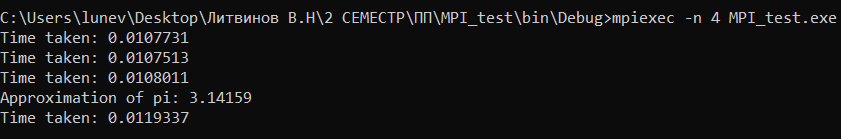 C:\Users\lunev\Desktop\Литвинов В.Н\2 СЕМЕСТР\ПП\MPI_test\bin\Debug>mpiexec -n 4 MPI_test.exe
Time taken: 0.0107731
Time taken: 0.0107513
Time taken: 0.0108011
Approximation of pi: 3.14159
Time taken: 0.0119337